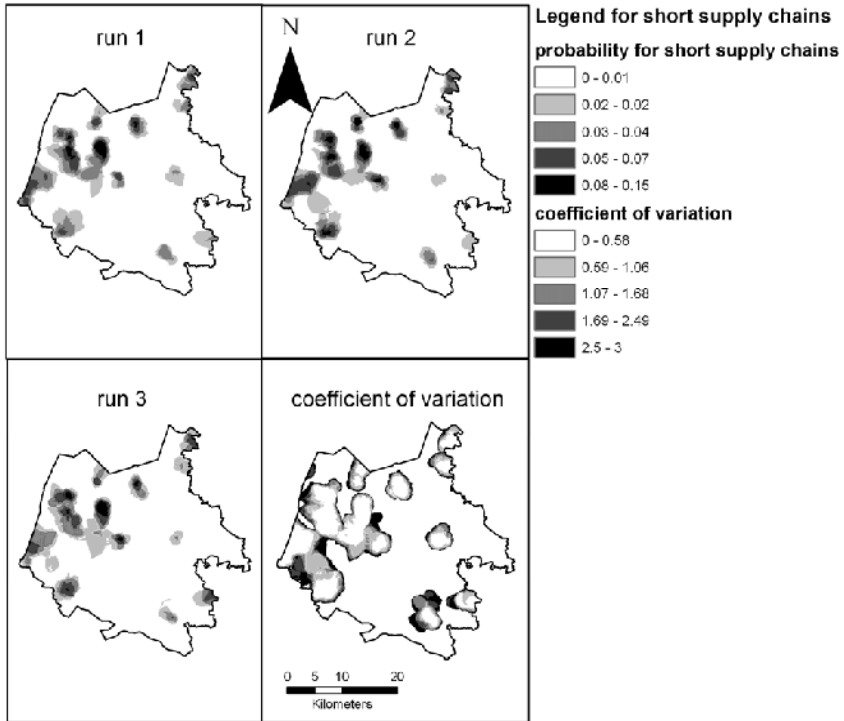 run 1
N
run 2
Legend for short supply chains
probability for short supply chains
0 - 0.01
0.02 - 0.02
0.03 - 0.04
0.05 - 0.07
0.08 - 0.15
coefficient of variation
0 - 0.58
0.59 - 1.06
1.07 - 1.68
1.69 - 2.49
2.5 - 3
run 3
coefficient of variation
0 5 10 20
Kilometers